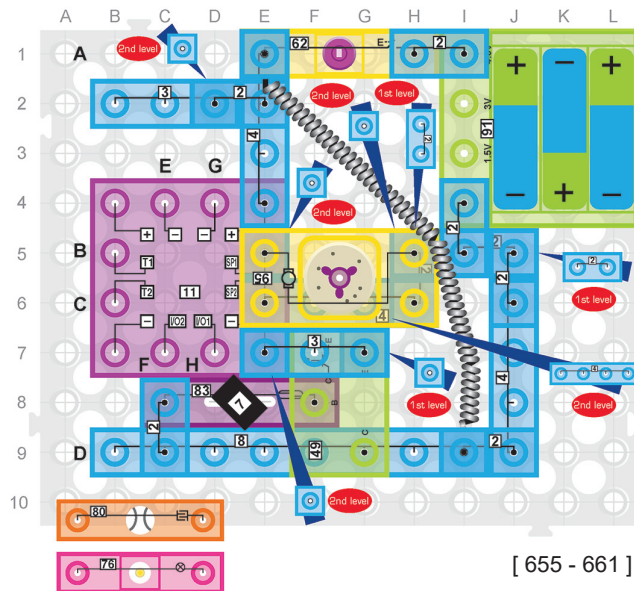 A B C D E F G H I J K L
1 A 2nd level 62 E1 2 + − +
2 3 2 2nd level 1st level 3V 91
3 4 2 1.5V
E G 2nd level − + −
4 + − − 2
B 5 T1 SP1 95 2 2 2
C 6 T2 11 SP2 4 1st level
− I/O2 I/O1
7 3 E 4
F H C 1st level 2nd level
8 83 7 2 B
D 9 8 49 C 2
10 2nd level
80
76
[ 655 - 661 ]